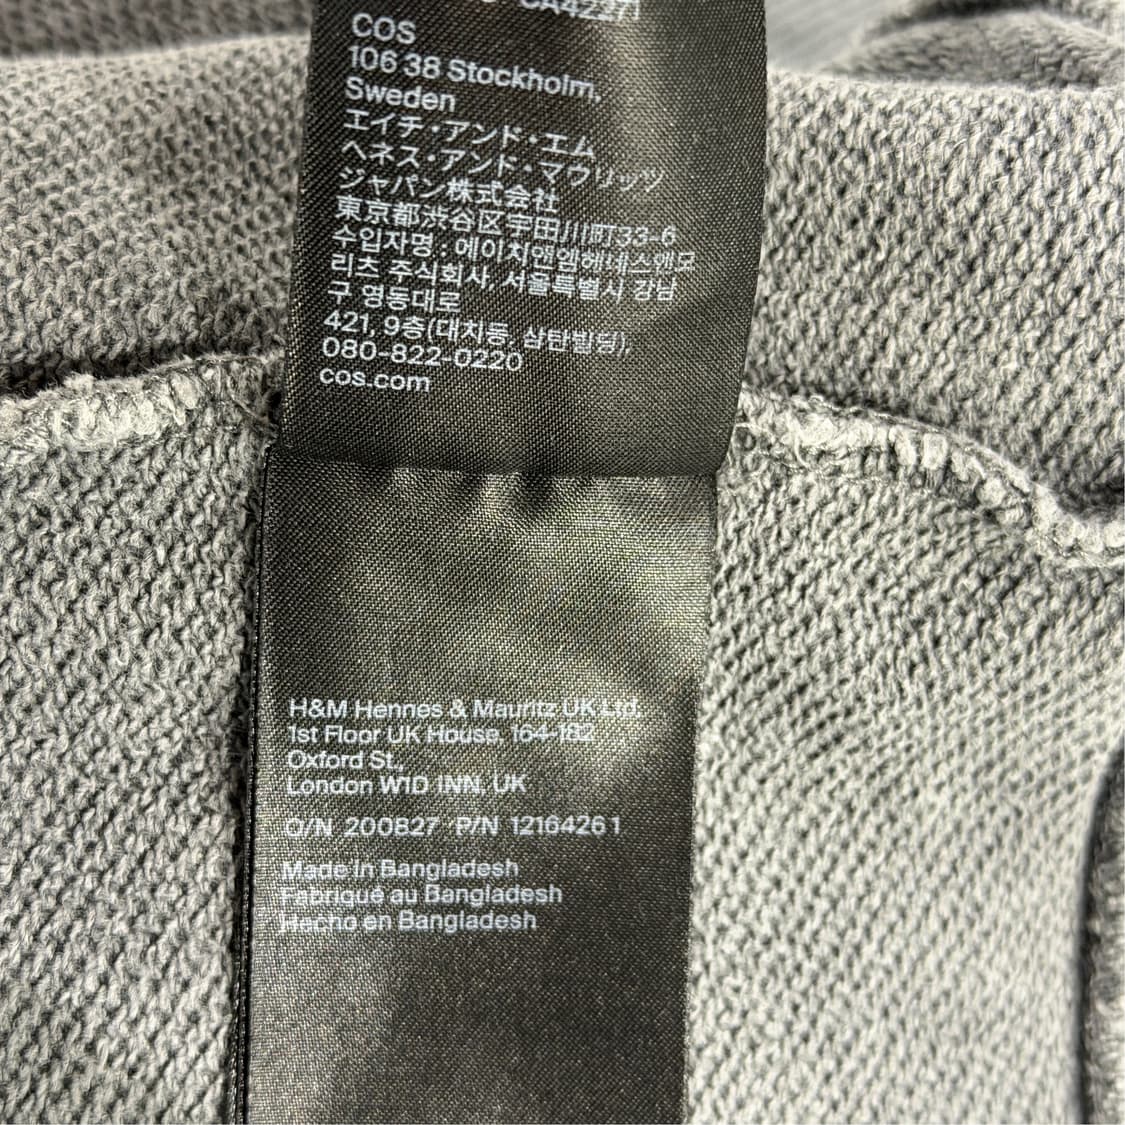 CA42271
COS
106 38 Stockholm,
Sweden
エイチ・アンド・エム
ヘネス・アンド・マウリッツ
ジャパン株式会社
東京都渋谷区宇田川町33-6
수입자명 : 에이치앤엠헤네스앤모
리츠 주식회사, 서울특별시 강남
구 영동대로
421, 9층(대치동, 삼탄빌딩),
080-822-0220
cos.com
H&M Hennes & Mauritz UK Ltd.
1st Floor UK House, 164-182
Oxford St.,
London W1D 1NN, UK
O/N 200827 P/N 12164261
Made in Bangladesh
Fabriqué au Bangladesh
Hecho en Bangladesh